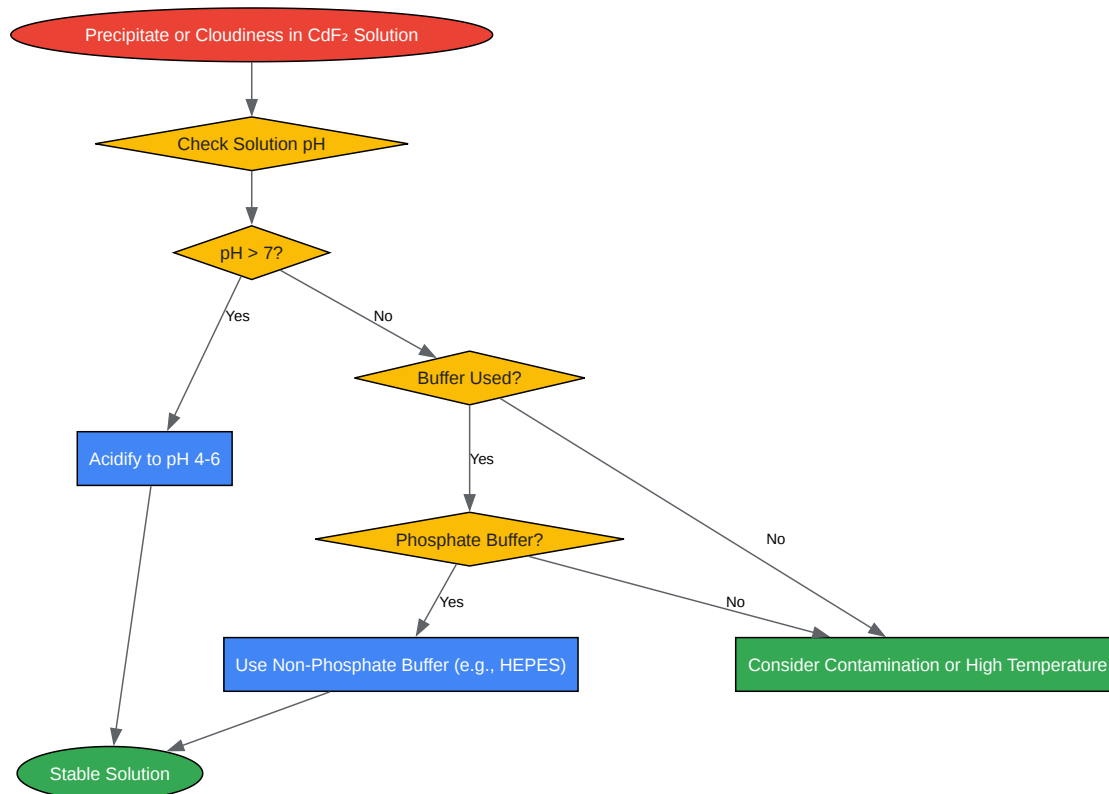 Precipitate or Cloudiness in CdF₂ Solution
Check Solution pH
pH > 7?
Yes
No
Buffer Used?
Acidify to pH 4-6
Yes
Phosphate Buffer?
No
Yes
No
Use Non-Phosphate Buffer (e.g., HEPES)
Consider Contamination or High Temperature
Stable Solution